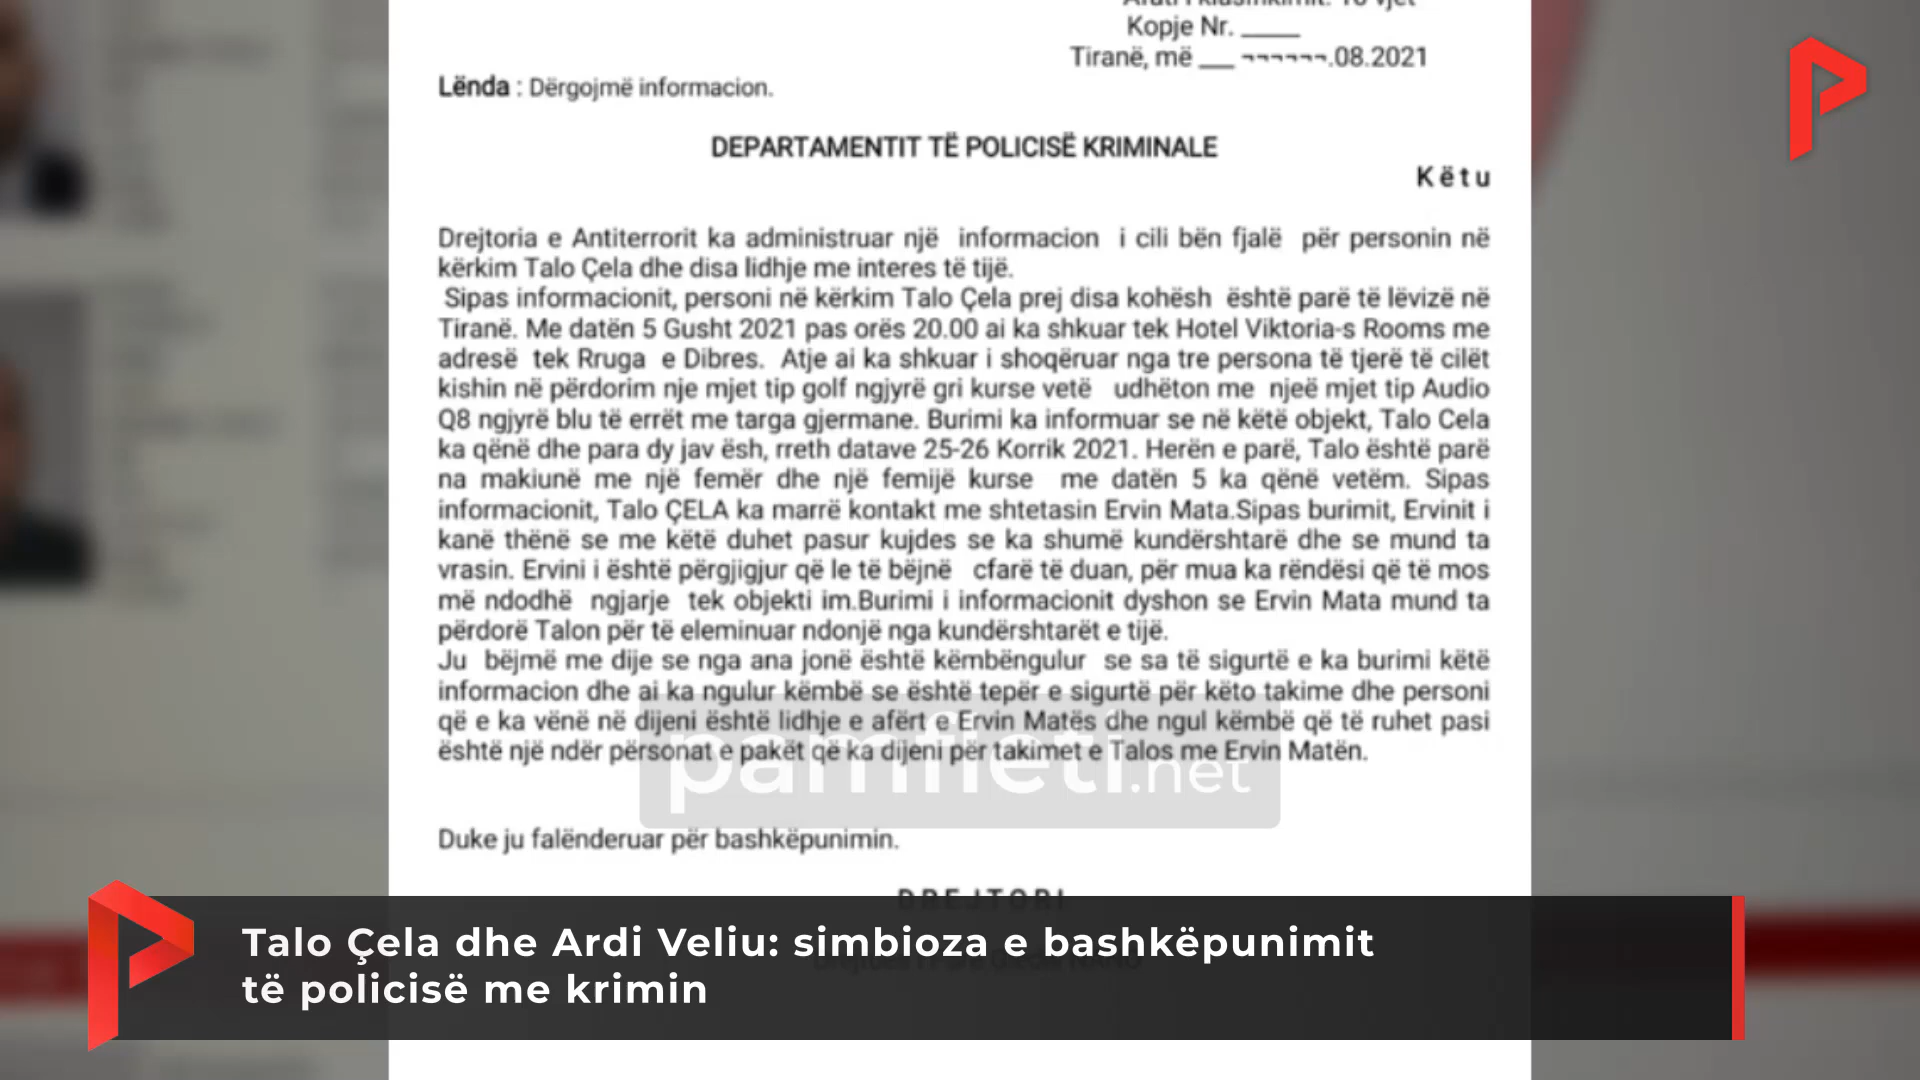 Kopje Nr. _____
Tiranë, më ___ ¬¬¬¬¬¬.08.2021
Lënda : Dërgojmë informacion.
DEPARTAMENTIT TË POLICISË KRIMINALE
Këtu
Drejtoria e Antiterrorit ka administruar një informacion i cili bën fjalë për personin në
kërkim Talo Çela dhe disa lidhje me interes të tijë.
Sipas informacionit, personi në kërkim Talo Çela prej disa kohësh është parë të lëvizë në
Tiranë. Me datën 5 Gusht 2021 pas orës 20.00 ai ka shkuar tek Hotel Viktoria-s Rooms me
adresë tek Rruga e Dibres. Atje ai ka shkuar i shoqëruar nga tre persona të tjerë të cilët
kishin në përdorim nje mjet tip golf ngjyrë gri kurse vetë udhëton me njeë mjet tip Audio
Q8 ngjyrë blu të errët me targa gjermane. Burimi ka informuar se në këtë objekt, Talo Cela
ka qënë dhe para dy jav ësh, rreth datave 25-26 Korrik 2021. Herën e parë, Talo është parë
na makiunë me një femër dhe një femijë kurse me datën 5 ka qënë vetëm. Sipas
informacionit, Talo ÇELA ka marrë kontakt me shtetasin Ervin Mata.Sipas burimit, Ervinit i
kanë thënë se me këtë duhet pasur kujdes se ka shumë kundërshtarë dhe se mund ta
vrasin. Ervini i është përgjigjur që le të bëjnë cfarë të duan, për mua ka rëndësi që të mos
më ndodhë ngjarje tek objekti im.Burimi i informacionit dyshon se Ervin Mata mund ta
përdorë Talon për të eleminuar ndonjë nga kundërshtarët e tijë.
Ju bëjmë me dije se nga ana jonë është këmbëngulur se sa të sigurtë e ka burimi këtë
informacion dhe ai ka ngulur këmbë se është tepër e sigurtë për këto takime dhe personi
që e ka vënë në dijeni është lidhje e afërt e Ervin Matës dhe ngul këmbë që të ruhet pasi
është një ndër përsonat e pakët që ka dijeni për takimet e Talos me Ervin Matën.
pamfleti.net
Duke ju falënderuar për bashkëpunimin.
DREJTORI
Talo Çela dhe Ardi Veliu: simbioza e bashkëpunimit
të policisë me krimin